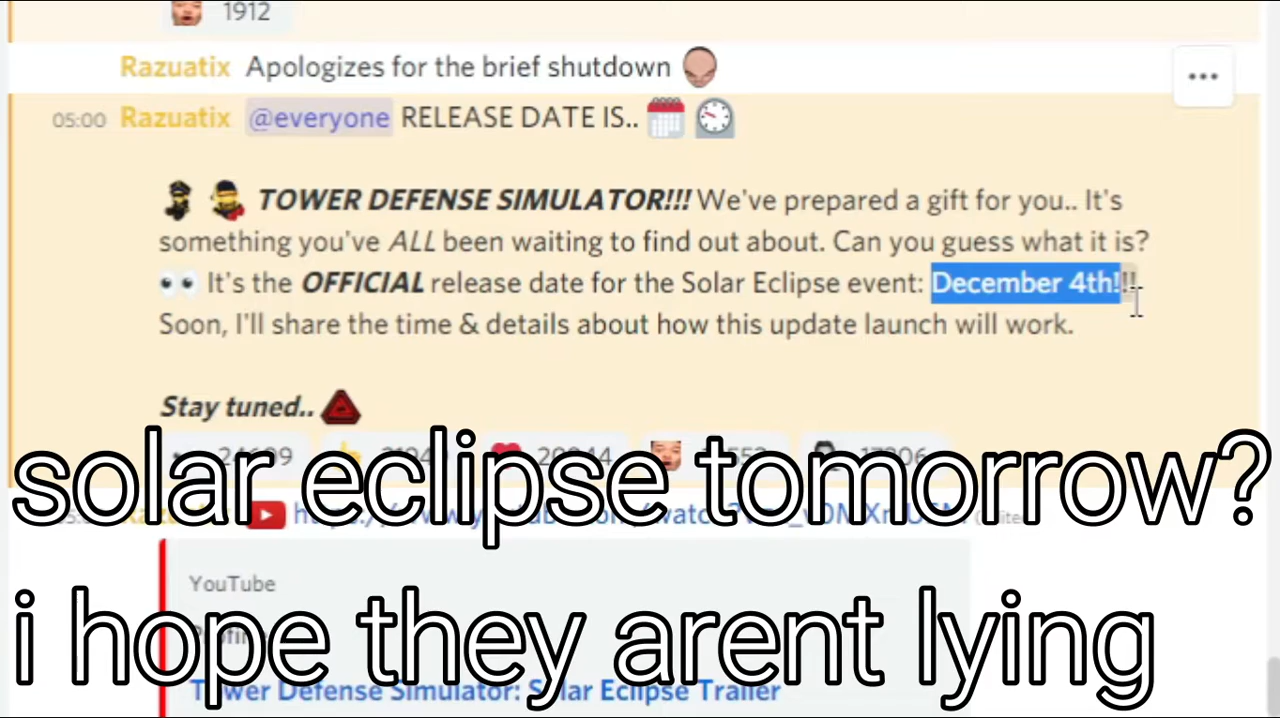 1912
Razuatix Apologizes for the brief shutdown
05:00 Razuatix @everyone RELEASE DATE IS..
TOWER DEFENSE SIMULATOR!!! We've prepared a gift for you.. It's
something you've ALL been waiting to find out about. Can you guess what it is?
It's the OFFICIAL release date for the Solar Eclipse event: December 4th!!!
Soon, I'll share the time & details about how this update launch will work.
Stay tuned..
solar eclipse tomorrow?
YouTube
i hope they arent lying
Tower Defense Simulator: Solar Eclipse Trailer